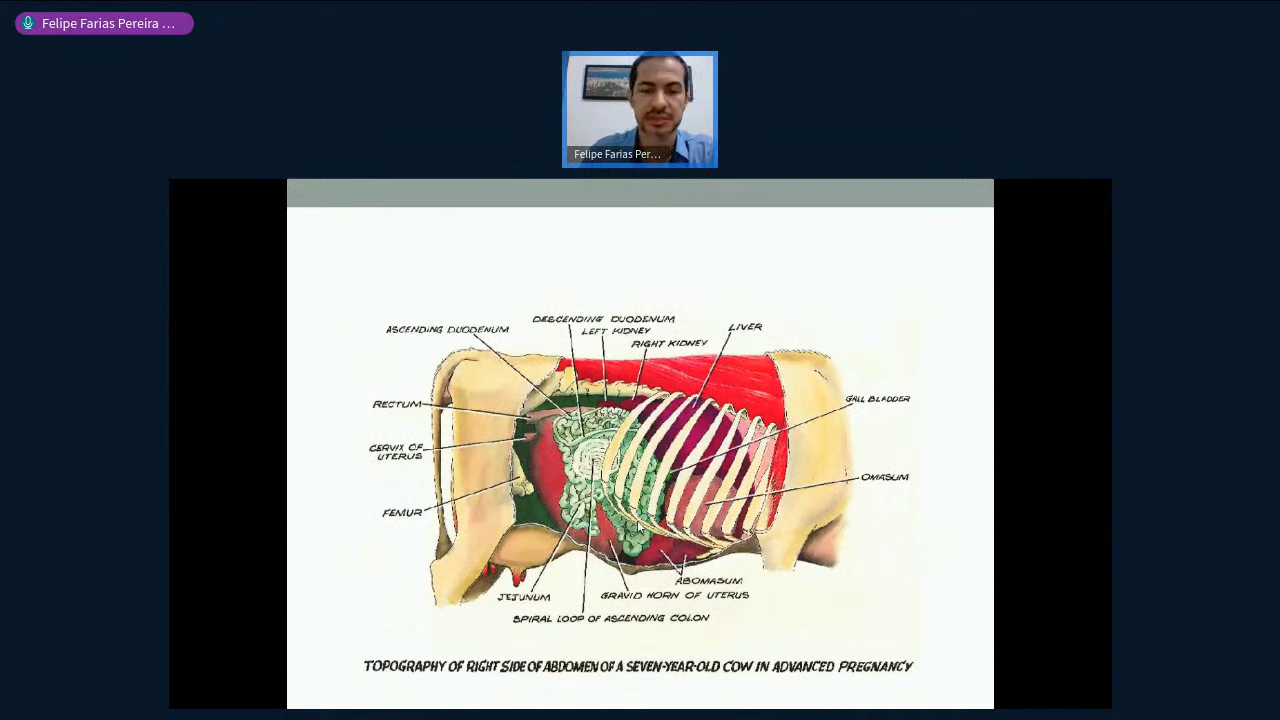 Felipe Farias Pereira ...
Felipe Farias Per...
DESCENDING DUODENUM
ASCENDING DUODENUM
LEFT KIDNEY
LIVER
RIGHT KIDNEY
RECTUM
GALL BLADDER
CERVIX OF
UTERUS
OMASUM
FEMUR
ABOMASUM
JEJUNUM
GRAVID HORN OF UTERUS
SPIRAL LOOP OF ASCENDING COLON
TOPOGRAPHY OF RIGHT SIDE OF ABDOMEN OF A SEVEN-YEAR-OLD COW IN ADVANCED PREGNANCY